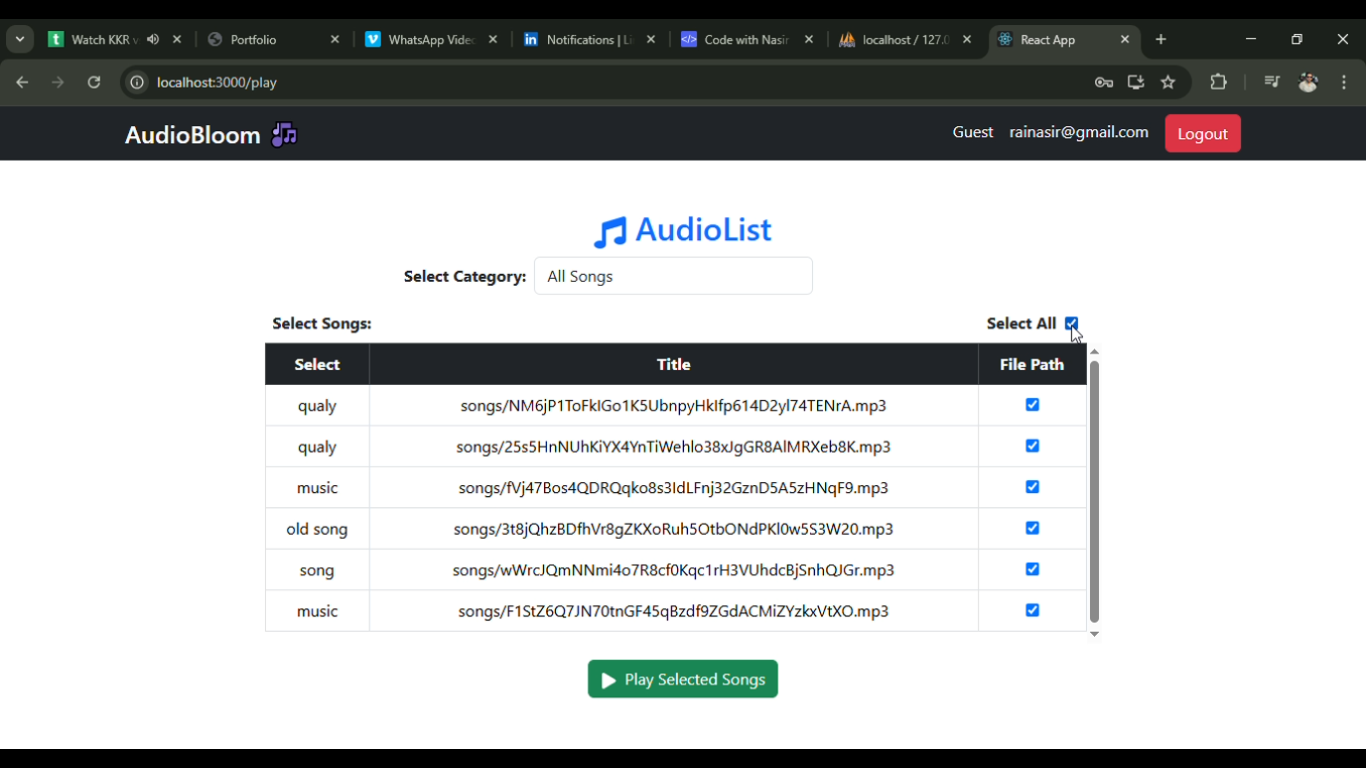 Watch KKR v
Portfolio
WhatsApp Vide
Notifications | Li
Code with Nasir
localhost / 127.0
React App
localhost:3000/play
AudioBloom
Guest rainasir@gmail.com Logout
AudioList
Select Category: All Songs
Select Songs: Select All
Select Title File Path
qualy songs/NM6jP1ToFklGo1K5UbnpyHklfp614D2yl74TENrA.mp3
qualy songs/25s5HnNUhKiYX4YnTiWehlo38xJgGR8AlMRXeb8K.mp3
music songs/fVj47Bos4QDRQqko8s3IdLFnj32GznD5A5zHNqF9.mp3
old song songs/3t8jQhzBDfhVr8gZKXoRuh5OtbONdPKl0w5S3W20.mp3
song songs/wWrcJQmNNmi4o7R8cf0Kqc1rH3VUhdcBjSnhQJGr.mp3
music songs/F1StZ6Q7JN70tnGF45qBzdf9ZGdACMiZYzkxVtXO.mp3
Play Selected Songs